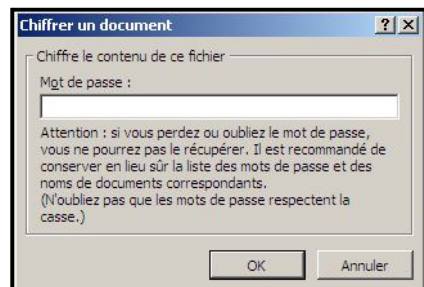 Chiffrer un document
Chiffre le contenu de ce fichier
Mot de passe :
Attention : si vous perdez ou oubliez le mot de passe,
vous ne pourrez pas le récupérer. Il est recommandé de
conserver en lieu sûr la liste des mots de passe et des
noms de documents correspondants.
(N'oubliez pas que les mots de passe respectent la
casse.)
OK Annuler